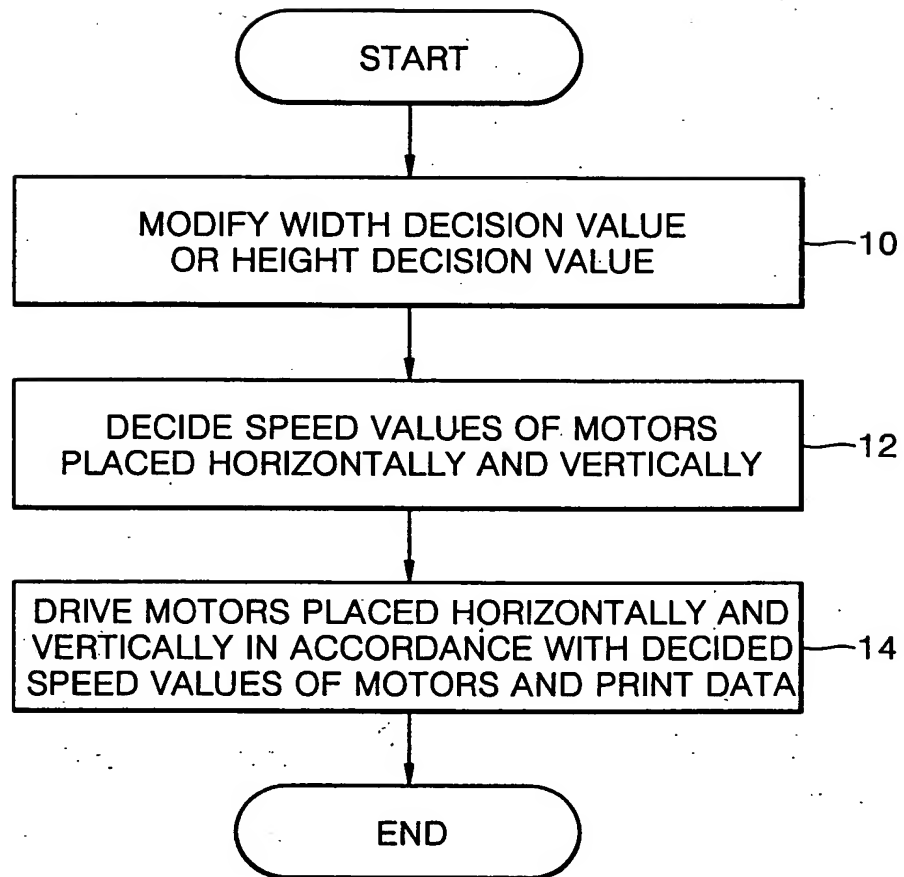 START
MODIFY WIDTH DECISION VALUE
OR HEIGHT DECISION VALUE
10
DECIDE SPEED VALUES OF MOTORS
PLACED HORIZONTALLY AND VERTICALLY
12
DRIVE MOTORS PLACED HORIZONTALLY AND
VERTICALLY IN ACCORDANCE WITH DECIDED
SPEED VALUES OF MOTORS AND PRINT DATA
14
END